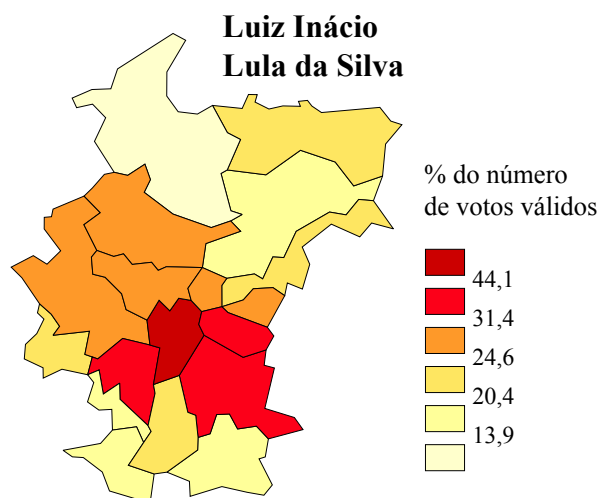 Luiz Inácio
Lula da Silva
% do número
de votos válidos
44,1
31,4
24,6
20,4
13,9